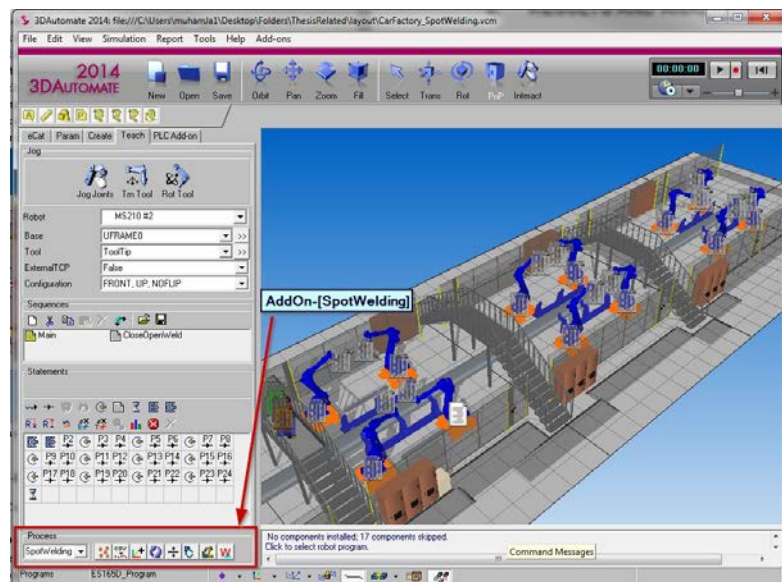 3DAutomate 2014: file:///C:\Users\muhamJa1\Desktop\Folders\ThesisRelated\layout\CarFactory_SpotWelding.vcm
File Edit View Simulation Report Tools Help Add-ons
2014
3DAUTOMATE
New Open Save Orbit Pan Zoom Fill Select Trans Rot PnP Interact
00:00:00
eCat Param Create Teach PLC Add-on
Jog
Jog Joints Trn Tool Rot Tool
Robot MS210 #2
Base UFRAME0 >>
Tool ToolTip >>
ExternalTCP False
Configuration FRONT, UP, NOFLIP
AddOn-[SpotWelding]
Sequences
Main CloseOpenWeld
Statements
P2 P3 P4 P5 P6 P7 P8
P9 P10 P11 P12 P13 P14 P15 P16
P17 P18 P19 P20 P21 P22 P23 P24
Process
SpotWelding
No components installed; 17 components skipped.
Click to select robot program.
Command Messages
Programs ES165D_Program